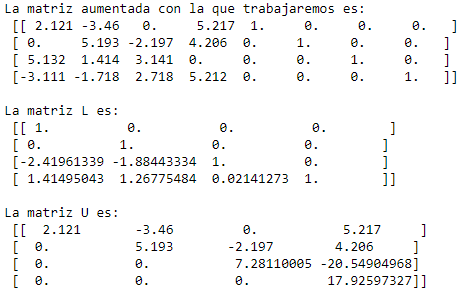 La matriz aumentada con la que trabajaremos es:
[[ 2.121 -3.46 0. 5.217 1. 0. 0. 0. ]
[ 0. 5.193 -2.197 4.206 0. 1. 0. 0. ]
[ 5.132 1.414 3.141 0. 0. 0. 1. 0. ]
[-3.111 -1.718 2.718 5.212 0. 0. 0. 1. ]]
La matriz L es:
[[ 1. 0. 0. 0. ]
[ 0. 1. 0. 0. ]
[-2.41961339 -1.88443334 1. 0. ]
[ 1.41495043 1.26775484 0.02141273 1. ]]
La matriz U es:
[[ 2.121 -3.46 0. 5.217 ]
[ 0. 5.193 -2.197 4.206 ]
[ 0. 0. 7.28110005 -20.54904968]
[ 0. 0. 0. 17.92597327]]